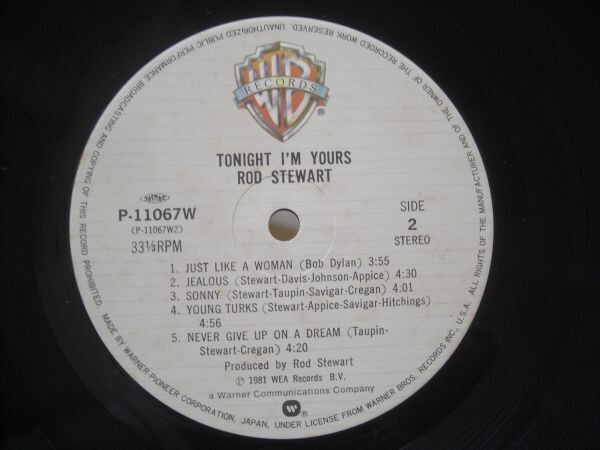 WB
RECORDS
®
TONIGHT I'M YOURS
ROD STEWART
P-11067W
(P-11067W2)
33⅓RPM
SIDE
2
STEREO
1. JUST LIKE A WOMAN (Bob Dylan) 3:55
2. JEALOUS (Stewart-Davis-Johnson-Appice) 4:30
3. SONNY (Stewart-Taupin-Savigar-Cregan) 4:01
4. YOUNG TURKS (Stewart-Appice-Savigar-Hitchings)
4:56
5. NEVER GIVE UP ON A DREAM (Taupin-
Stewart-Cregan) 4:20
Produced by Rod Stewart
℗ 1981 WEA Records B.V.
a Warner Communications Company
®
MADE BY WARNER-PIONEER CORPORATION, JAPAN, UNDER LICENSE FROM WARNER BROS. RECORDS INC., U.S.A. ALL RIGHTS OF THE MANUFACTURER AND OF THE OWNER OF THE RECORDED WORK RESERVED. UNAUTHORIZED PUBLIC PERFORMANCE BROADCASTING AND COPYING OF THIS RECORD PROHIBITED.